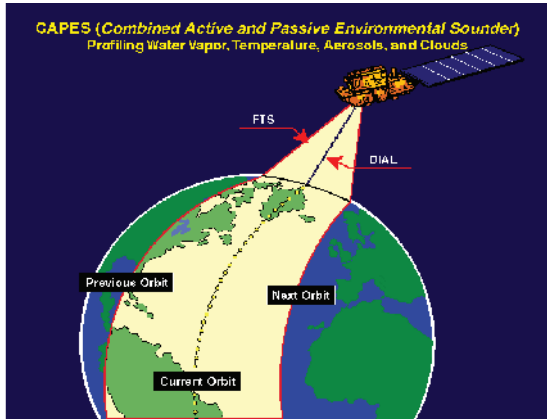 CAPES (Combined Active and Passive Environmental Sounder)
Profiling Water Vapor, Temperature, Aerosols, and Clouds
FTS
DIAL
Previous Orbit
Next Orbit
Current Orbit